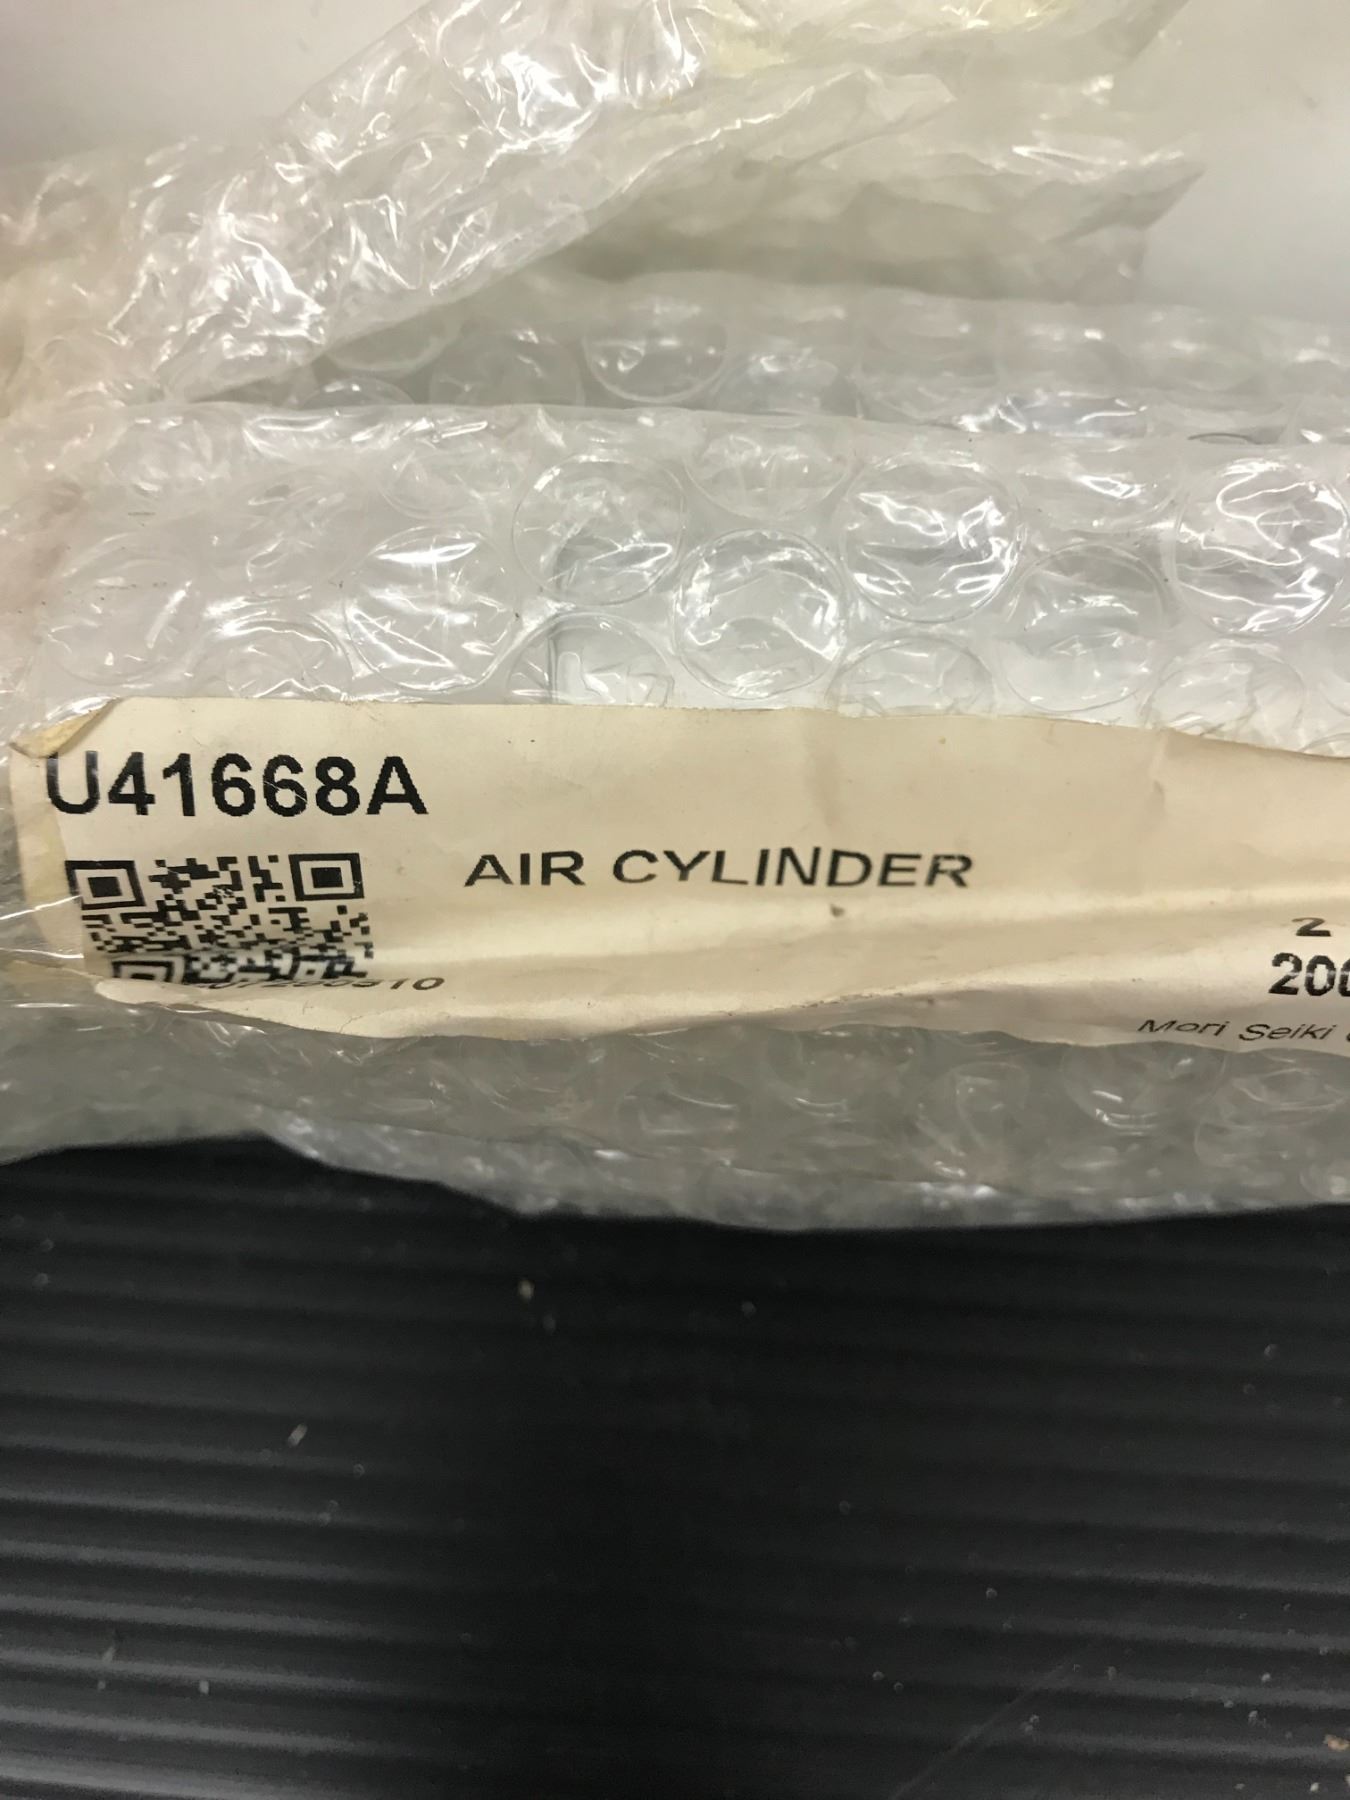 U41668A
AIR CYLINDER
2
200
Mori Seiki